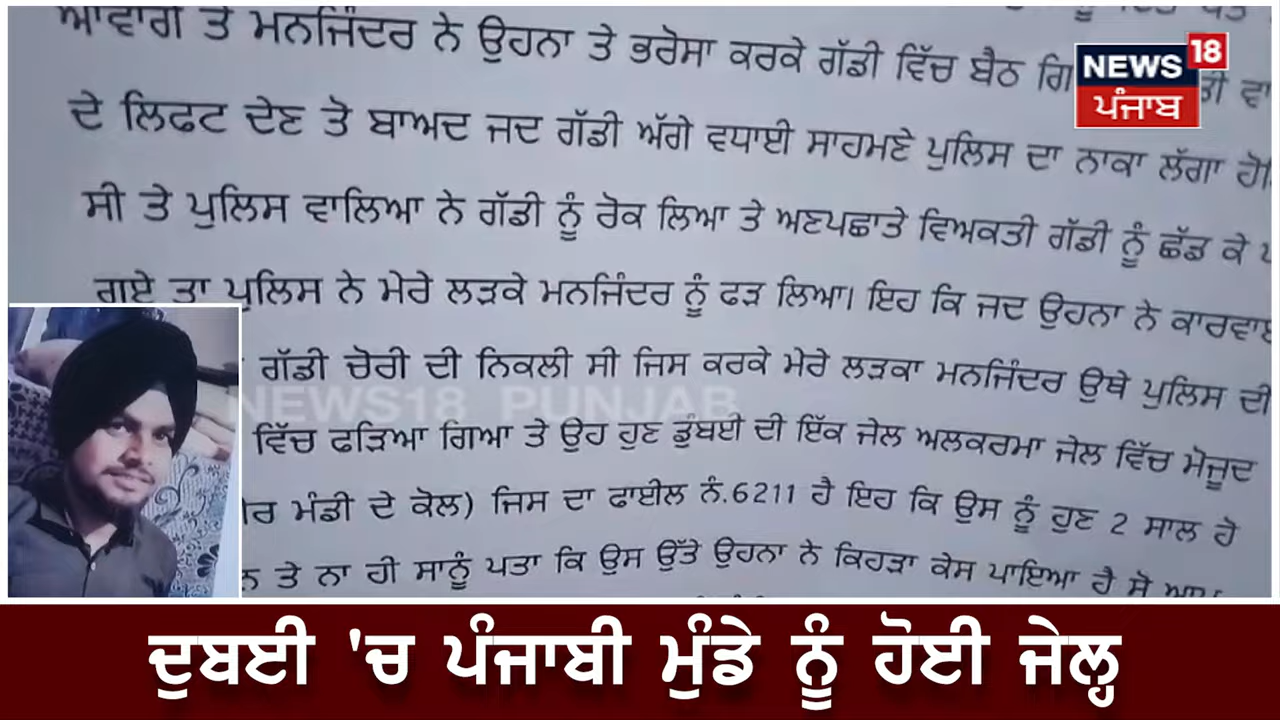 ਆਵਾਗੇ ਤੇ ਮਨਜਿੰਦਰ ਨੇ ਉਹਨਾ ਤੇ ਭਰੋਸਾ ਕਰਕੇ ਗੱਡੀ ਵਿੱਚ ਬੈਠ
NEWS 18
ਪੰਜਾਬ
ਦੇ ਲਿਫਟ ਦੇਣ ਤੋ ਬਾਅਦ ਜਦ ਗੱਡੀ ਅੱਗੇ ਵਧਾਈ ਸਾਹਮਣੇ ਪੁਲਿਸ ਦਾ ਨਾਕਾ ਲੱਗਾ
ਸੀ ਤੇ ਪੁਲਿਸ ਵਾਲਿਆ ਨੇ ਗੱਡੀ ਨੂੰ ਰੋਕ ਲਿਆ ਤੇ ਅਣਪਛਾਤੇ ਵਿਅਕਤੀ ਗੱਡੀ ਨੂੰ ਛੱਡ ਕੇ
ਗਏ ਤਾ ਪੁਲਿਸ ਨੇ ਮੇਰੇ ਲੜਕੇ ਮਨਜਿੰਦਰ ਨੂੰ ਫੜ ਲਿਆ। ਇਹ ਕਿ ਜਦ ਉਹਨਾ ਨੇ
ਗੱਡੀ ਚੋਰੀ ਦੀ ਨਿਕਲੀ ਸੀ ਜਿਸ ਕਰਕੇ ਮੇਰੇ ਲੜਕਾ ਮਨਜਿੰਦਰ ਉਥੇ ਪੁਲਿਸ ਦੀ
NEWS18 PUNJAB
ਵਿੱਚ ਫੜਿਆ ਗਿਆ ਤੇ ਉਹ ਹੁਣ ਡੁੰਬਈ ਦੀ ਇੱਕ ਜੇਲ ਅਲਕਰਮਾ ਜੇਲ ਵਿੱਚ ਮੋਜੂਦ
ਮੰਡੀ ਦੇ ਕੋਲ) ਜਿਸ ਦਾ ਫਾਈਲ ਨੰ.6211 ਹੈ ਇਹ ਕਿ ਉਸ ਨੂੰ ਹੁਣ 2 ਸਾਲ ਹੋ
ਤੇ ਨਾ ਹੀ ਸਾਨੂੰ ਪਤਾ ਕਿ ਉਸ ਉੱਤੇ ਉਹਨਾ ਨੇ ਕਿਹੜਾ ਕੇਸ ਪਾਇਆ ਹੈ ਸੋ
ਦੁਬਈ 'ਚ ਪੰਜਾਬੀ ਮੁੰਡੇ ਨੂੰ ਹੋਈ ਜੇਲ੍ਹ